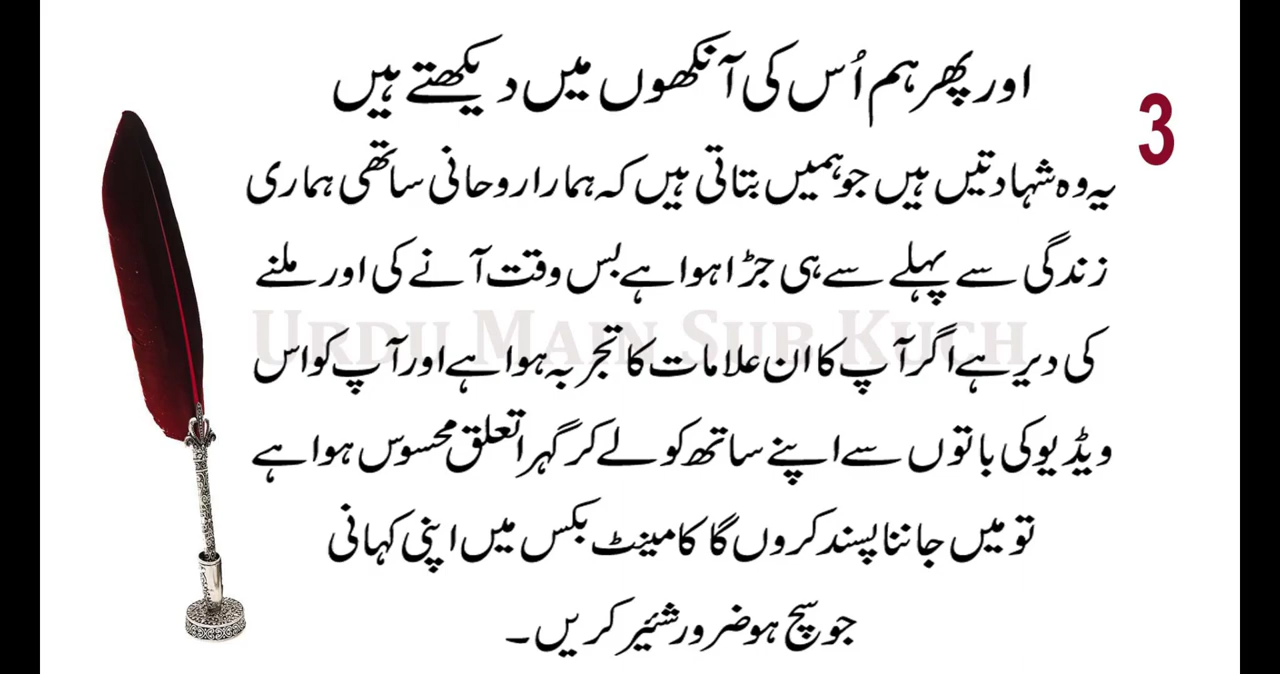 اور پھر ہم اُس کی آنکھوں میں دیکھتے ہیں
3
یہ وہ شہادتیں ہیں جو ہمیں بتاتی ہیں کہ ہمارا روحانی ساتھی ہماری
زندگی سے پہلے سے ہی جڑا ہوا ہے بس وقت آنے کی اور ملنے
URDU MAIN SUB KUCH
کی دیر ہے اگر آپ کا ان علامات کا تجربہ ہوا ہے اور آپ کو اس
ویڈیو کی باتوں سے اپنے ساتھ کو لے کر گہرا تعلق محسوس ہوا ہے
تو میں جاننا پسند کروں گا کامینٹ بکس میں اپنی کہانی
جو سچ ہو ضرور شئیر کریں۔